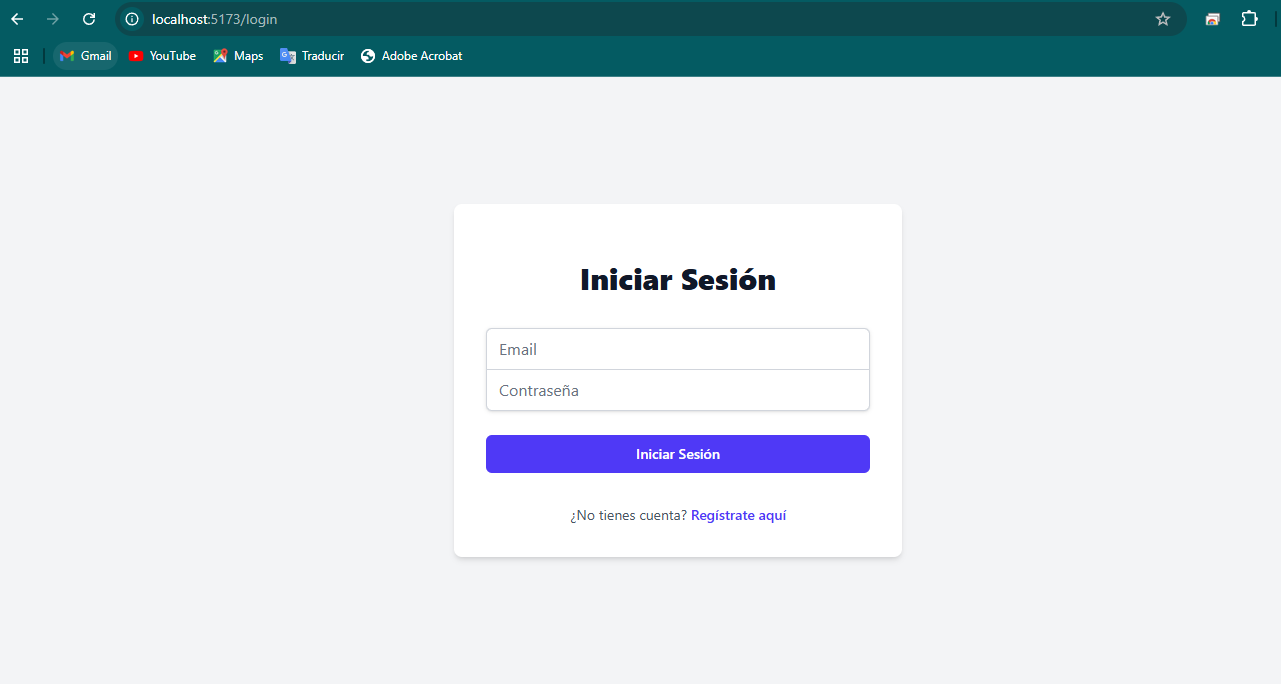 localhost:5173/login
Gmail YouTube Maps Traducir Adobe Acrobat
Iniciar Sesión
Email
Contraseña
Iniciar Sesión
¿No tienes cuenta? Regístrate aquí